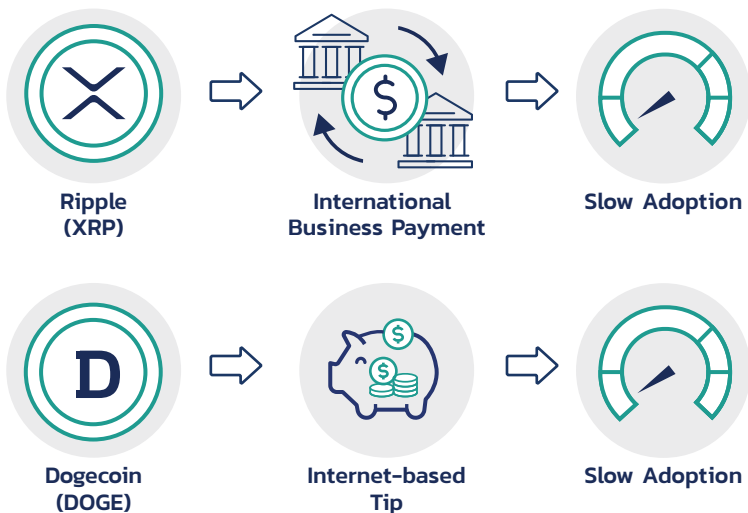 $
Ripple
(XRP)
International
Business Payment
Slow Adoption
D
$
$
Dogecoin
(DOGE)
Internet-based
Tip
Slow Adoption